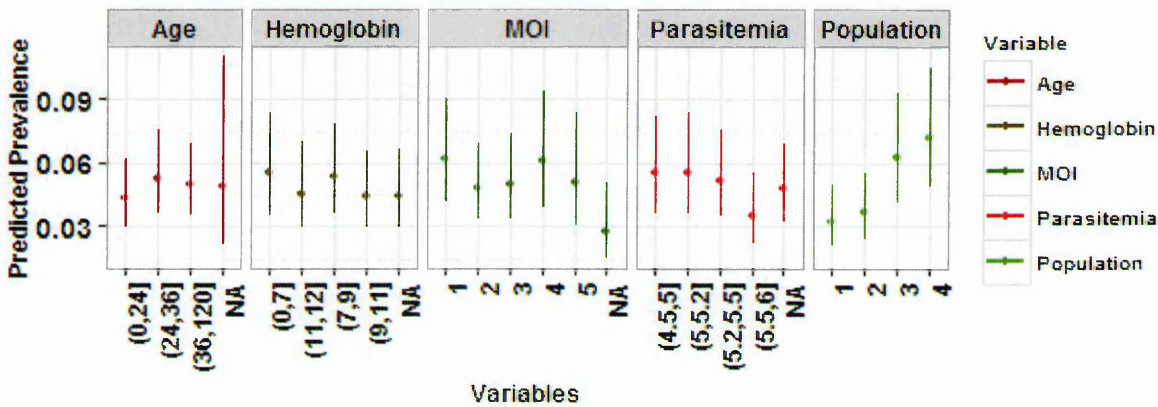 Age
Hemoglobin
MOI
Parasitemia
Population
Predicted Prevalence
0.09
0.06
0.03
(0,24]
(24,36]
(36,120]
NA
(0,7]
(11,12]
(7,9]
(9,11]
1
2
3
4
5
NA
(4.5,5]
(5,5.2]
(5.2,5.5]
(5.5,6]
NA
1
2
3
4
Variables
Variable
Age
Hemoglobin
MOI
Parasitemia
Population